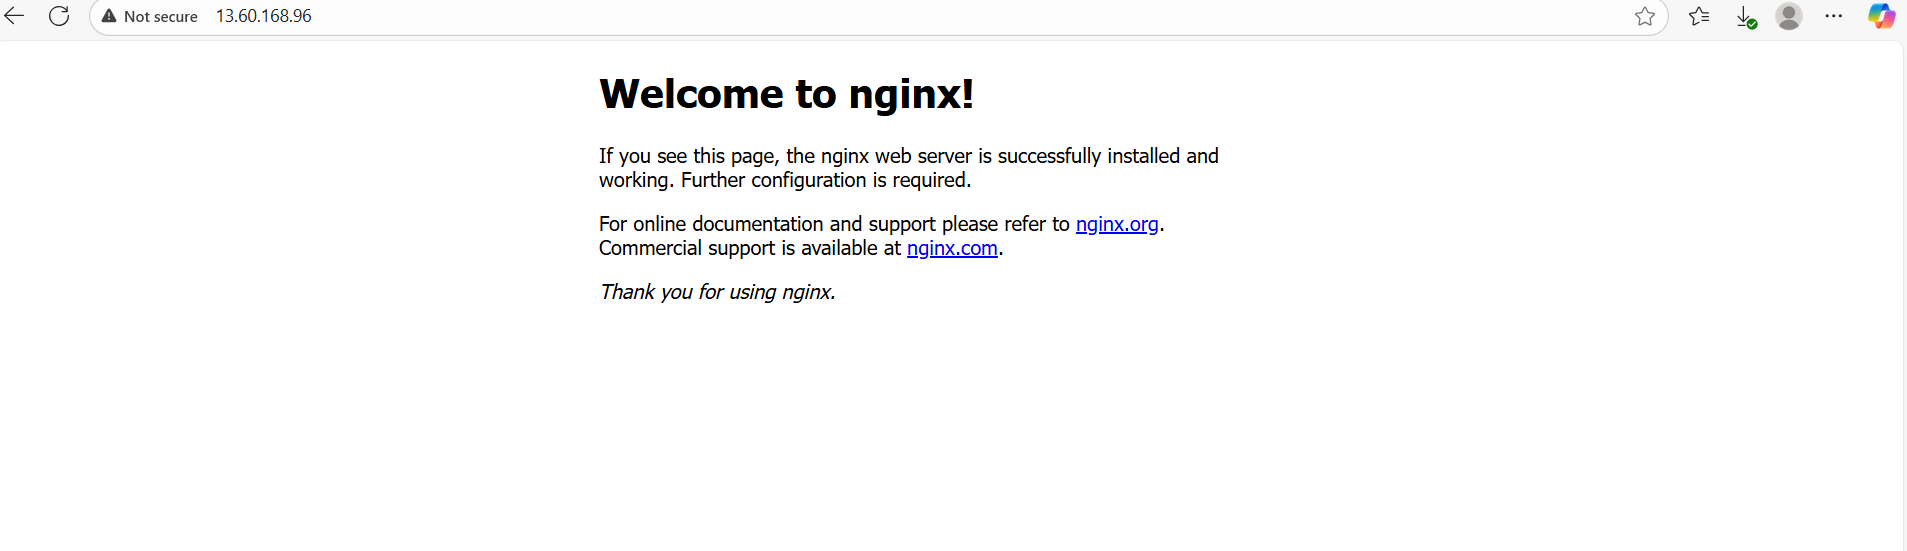 Not secure 13.60.168.96
Welcome to nginx!
If you see this page, the nginx web server is successfully installed and
working. Further configuration is required.
For online documentation and support please refer to nginx.org.
Commercial support is available at nginx.com.
Thank you for using nginx.